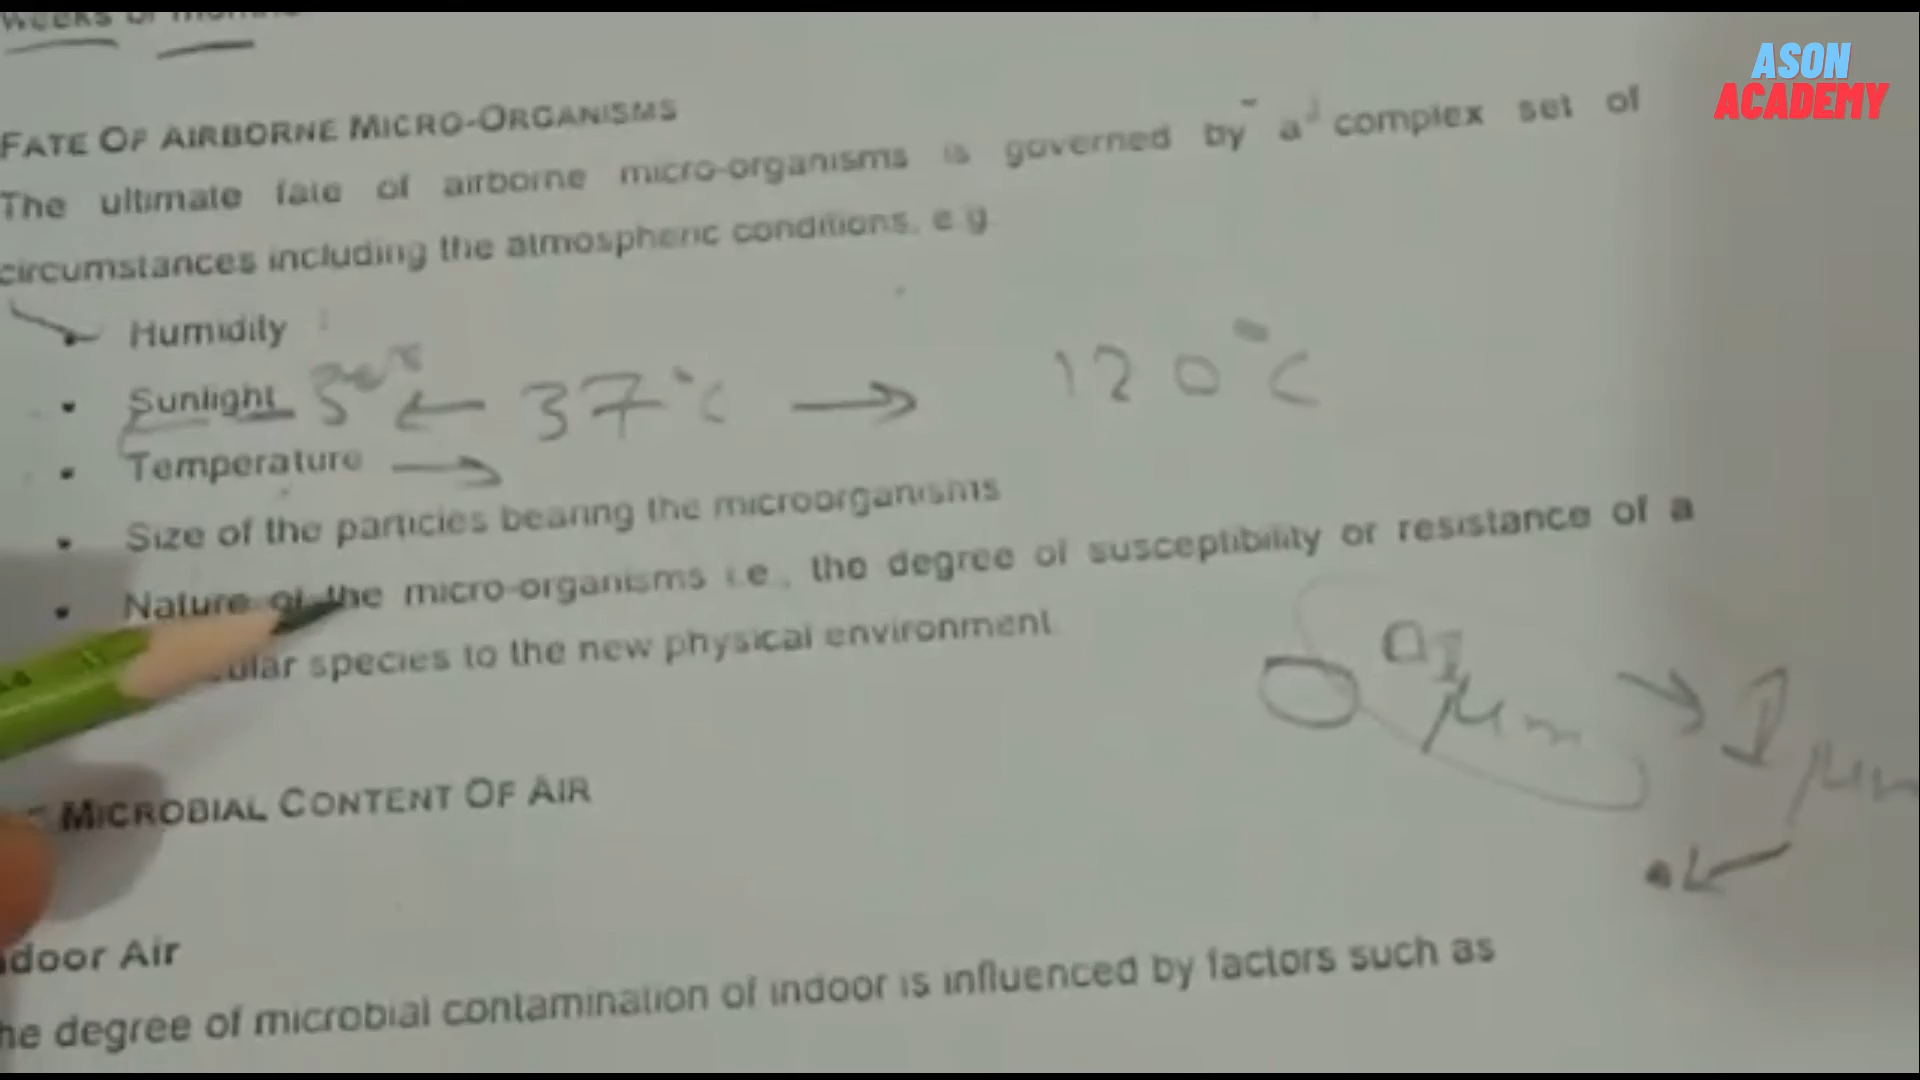 weeks or
ASON
ACADEMY
FATE OF AIRBORNE MICRO-ORGANISMS
The ultimate fate of airborne micro-organisms is governed by a complex set of
circumstances including the atmospheric conditions, e.g.
• Humidity
• Sunlight ← 37°C → 120°C
• Temperature →
• Size of the particles bearing the microorganisms
• Nature of the micro-organisms i.e., the degree of susceptibility or resistance of a
species to the new physical environment
μm → 1 μm
MICROBIAL CONTENT OF AIR
door Air
he degree of microbial contamination of indoor is influenced by factors such as